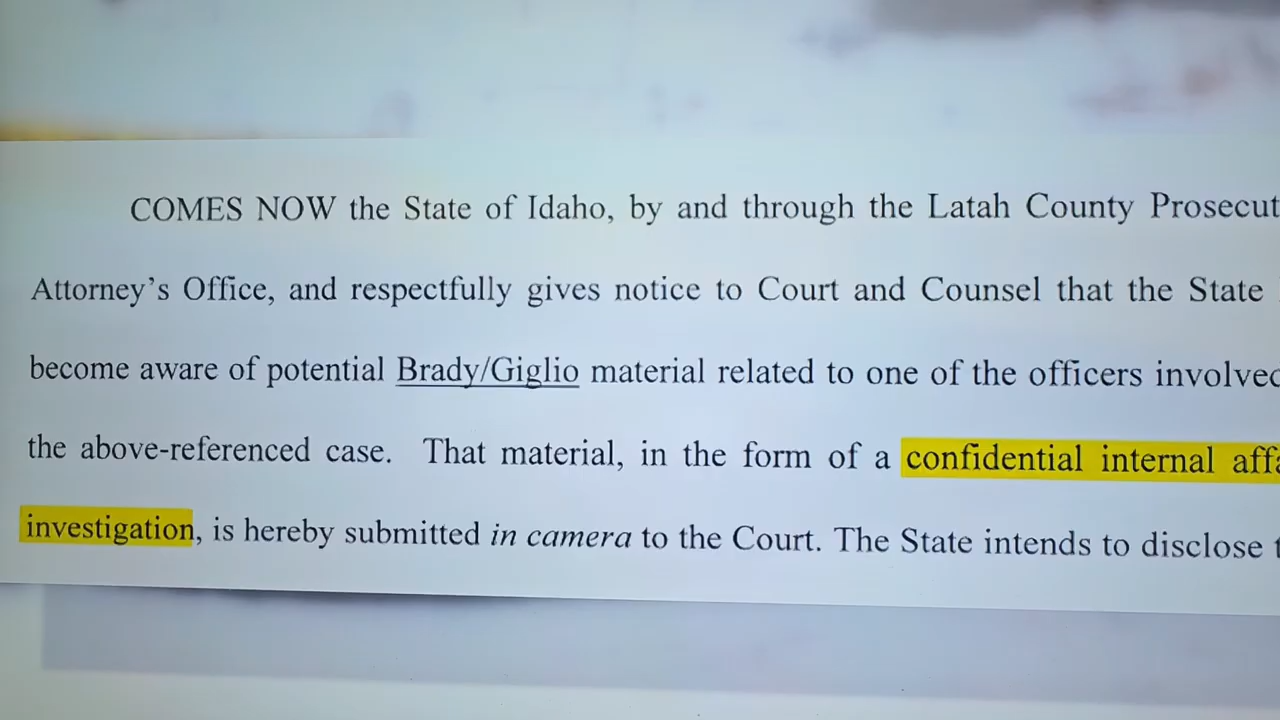 COMES NOW the State of Idaho, by and through the Latah County Prosecut
Attorney's Office, and respectfully gives notice to Court and Counsel that the State
become aware of potential Brady/Giglio material related to one of the officers involved
the above-referenced case. That material, in the form of a confidential internal affa
investigation, is hereby submitted in camera to the Court. The State intends to disclose t